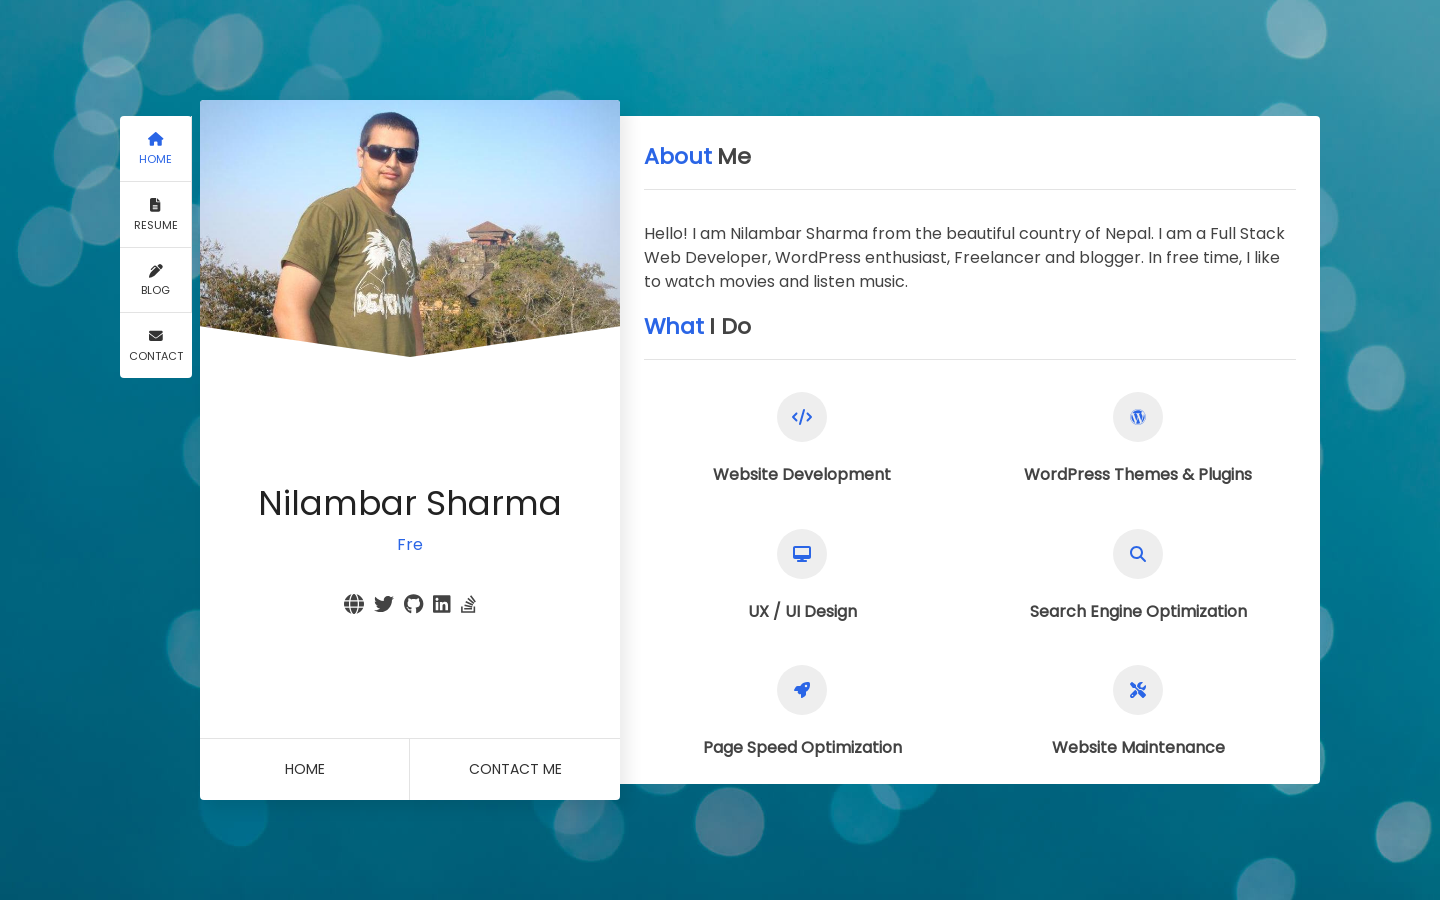 HOME
RESUME
BLOG
CONTACT
Nilambar Sharma
Fre
HOME
CONTACT ME
About Me
Hello! I am Nilambar Sharma from the beautiful country of Nepal. I am a Full Stack
Web Developer, WordPress enthusiast, Freelancer and blogger. In free time, I like
to watch movies and listen music.
What I Do
Website Development
WordPress Themes & Plugins
UX / UI Design
Search Engine Optimization
Page Speed Optimization
Website Maintenance